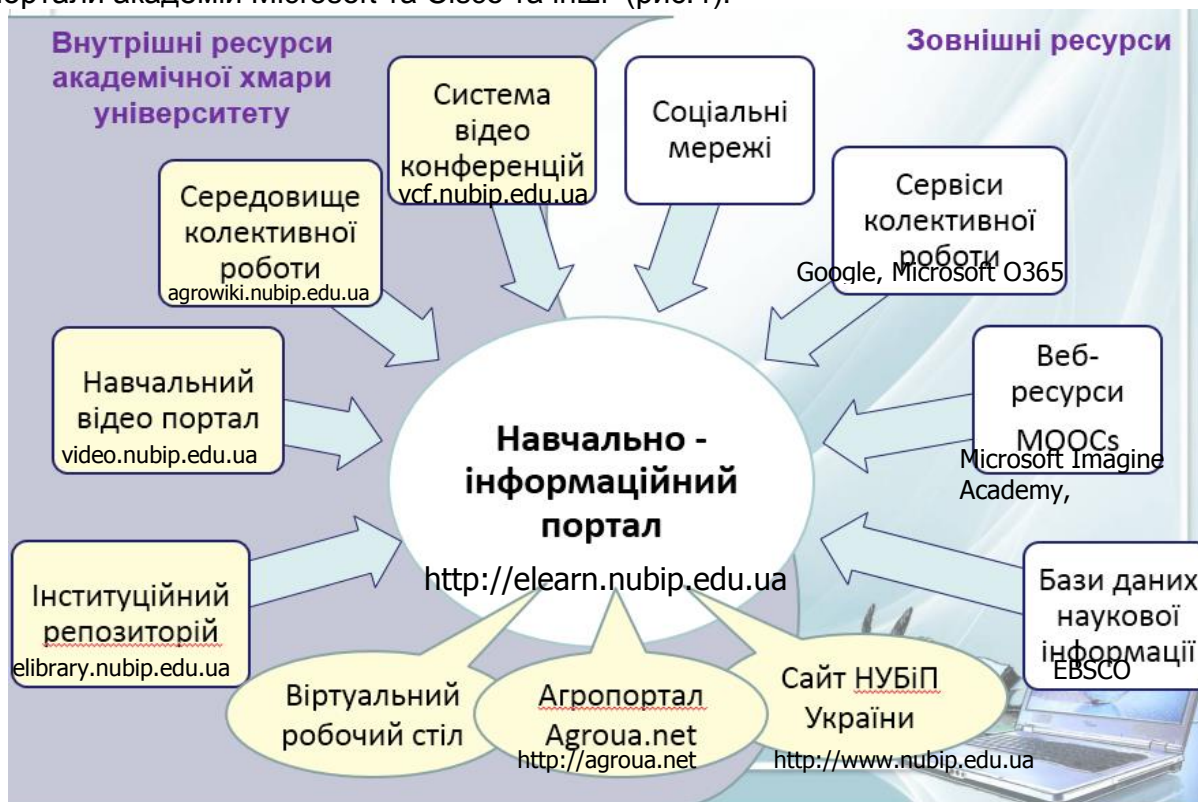 портали академій Microsoft та Cisco та інші (рис.1).
Внутрішні ресурси
академічної хмари
університету
Зовнішні ресурси
Система
відео
конференцій
vcf.nubip.edu.ua
Соціальні
мережі
Середовище
колективної
роботи
agrowiki.nubip.edu.ua
Сервіси
колективної
роботи
Google, Microsoft O365
Навчальний
відео портал
video.nubip.edu.ua
Веб-
ресурси
MOOCs
Microsoft Imagine
Academy,
Навчально -
інформаційний
портал
http://elearn.nubip.edu.ua
Інституційний
репозиторій
elibrary.nubip.edu.ua
Бази даних
наукової
інформації
EBSCO
Віртуальний
робочий стіл
Агропортал
Agroua.net
http://agroua.net
Сайт НУБіП
України
http://www.nubip.edu.ua